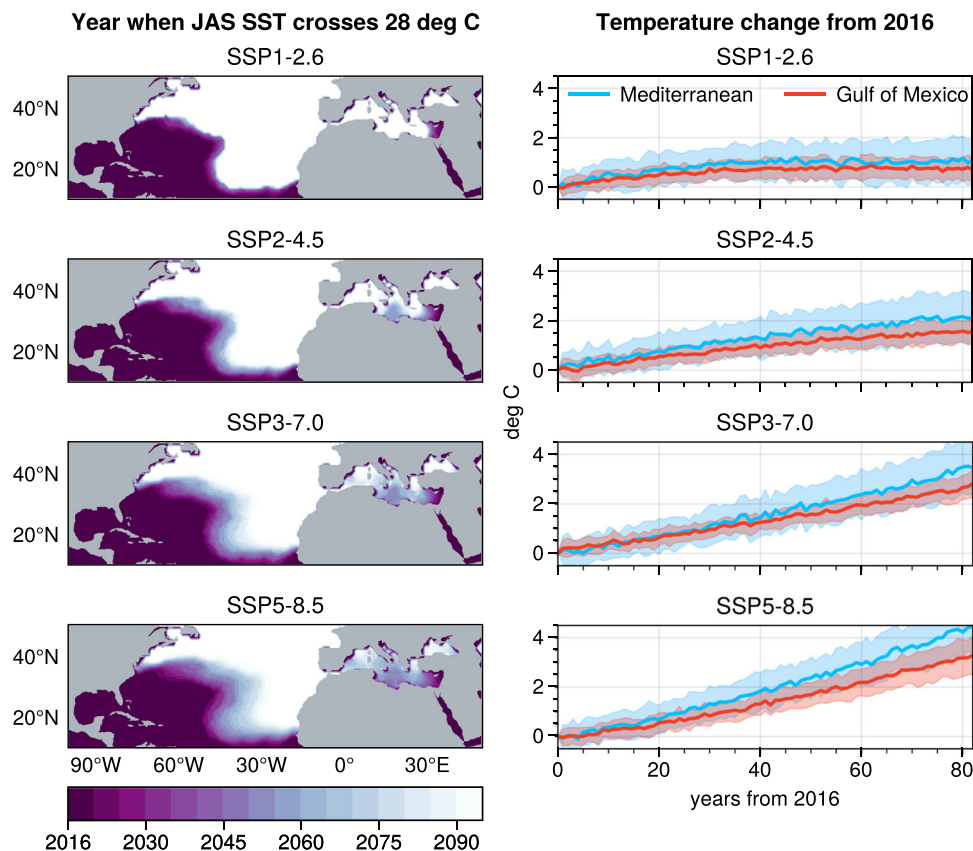 Year when JAS SST crosses 28 deg C
SSP1-2.6
40°N
20°N
SSP2-4.5
40°N
20°N
SSP3-7.0
40°N
20°N
SSP5-8.5
40°N
20°N
90°W 60°W 30°W 0° 30°E
2016 2030 2045 2060 2075 2090
Temperature change from 2016
SSP1-2.6
Mediterranean Gulf of Mexico
4
2
0
SSP2-4.5
4
2
0
deg C
SSP3-7.0
4
2
0
SSP5-8.5
4
2
0
0 20 40 60 80
years from 2016